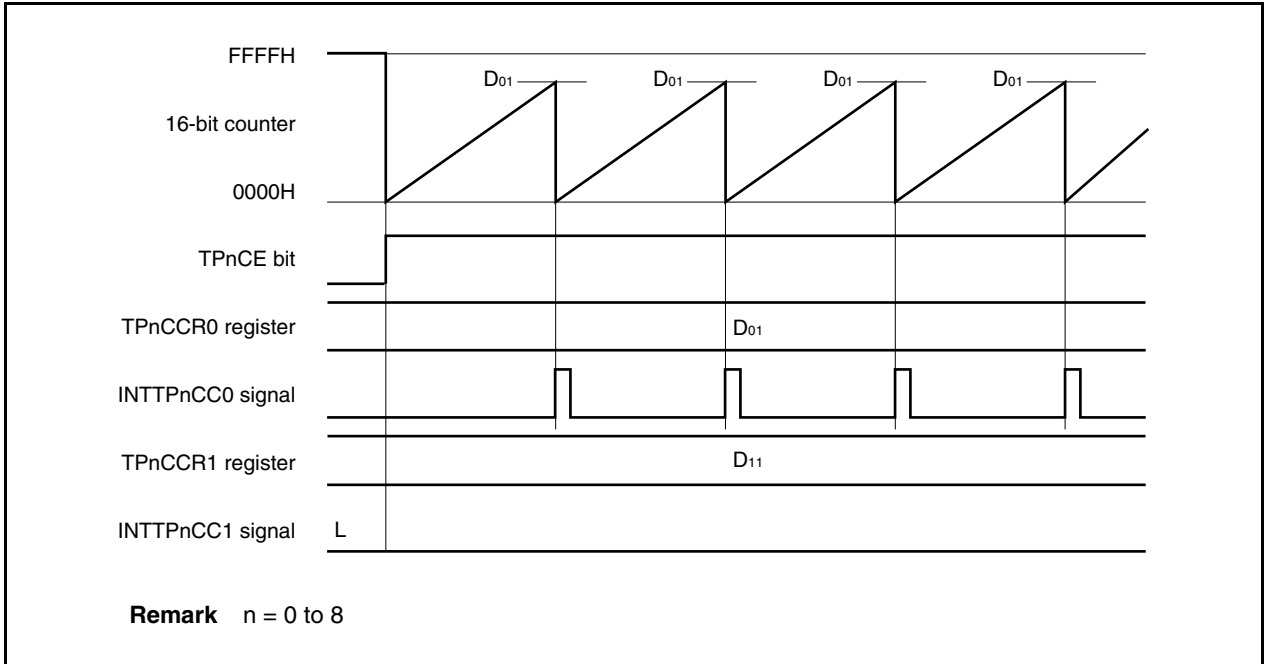 FFFFH
D01 D01 D01 D01
16-bit counter
0000H
TPnCE bit
TPnCCR0 register D01
INTTPnCC0 signal
TPnCCR1 register D11
INTTPnCC1 signal L
Remark n = 0 to 8